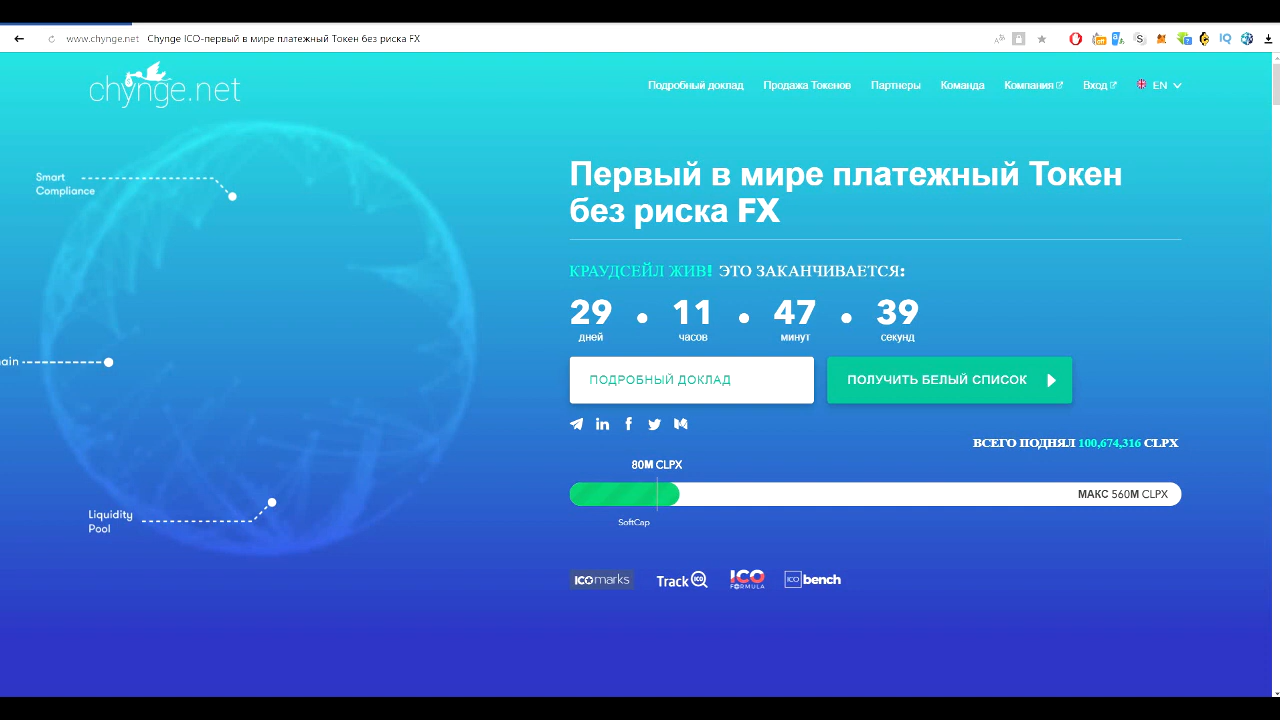 www.chynge.net Chynge ICO-первый в мире платежный Токен без риска FX
chynge.net
Подробный доклад Продажа Токенов Партнеры Команда Компания Вход EN
Smart
Compliance
Первый в мире платежный Токен
без риска FX
КРАУДСЕЙЛ ЖИВ! ЭТО ЗАКАНЧИВАЕТСЯ:
29 11 47 39
дней часов минут секунд
ain
ПОДРОБНЫЙ ДОКЛАД ПОЛУЧИТЬ БЕЛЫЙ СПИСОК
ВСЕГО ПОДНЯЛ 100,674,316 CLPX
80M CLPX
МАКС 560M CLPX
Liquidity
Pool
SoftCap
ICOmarks Track ICO ICO FORMULA ICO bench